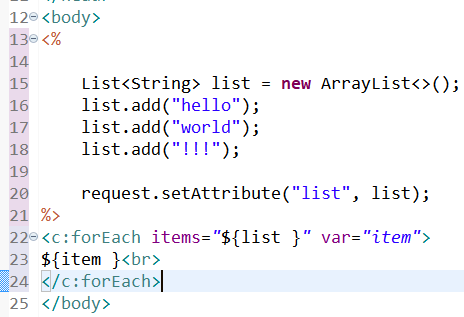 12 <body>
13 <%
14
15 List<String> list = new ArrayList<>();
16 list.add("hello");
17 list.add("world");
18 list.add("!!!");
19
20 request.setAttribute("list", list);
21 %>
22 <c:forEach items="${list }" var="item">
23 ${item }<br>
24 </c:forEach>
25 </body>